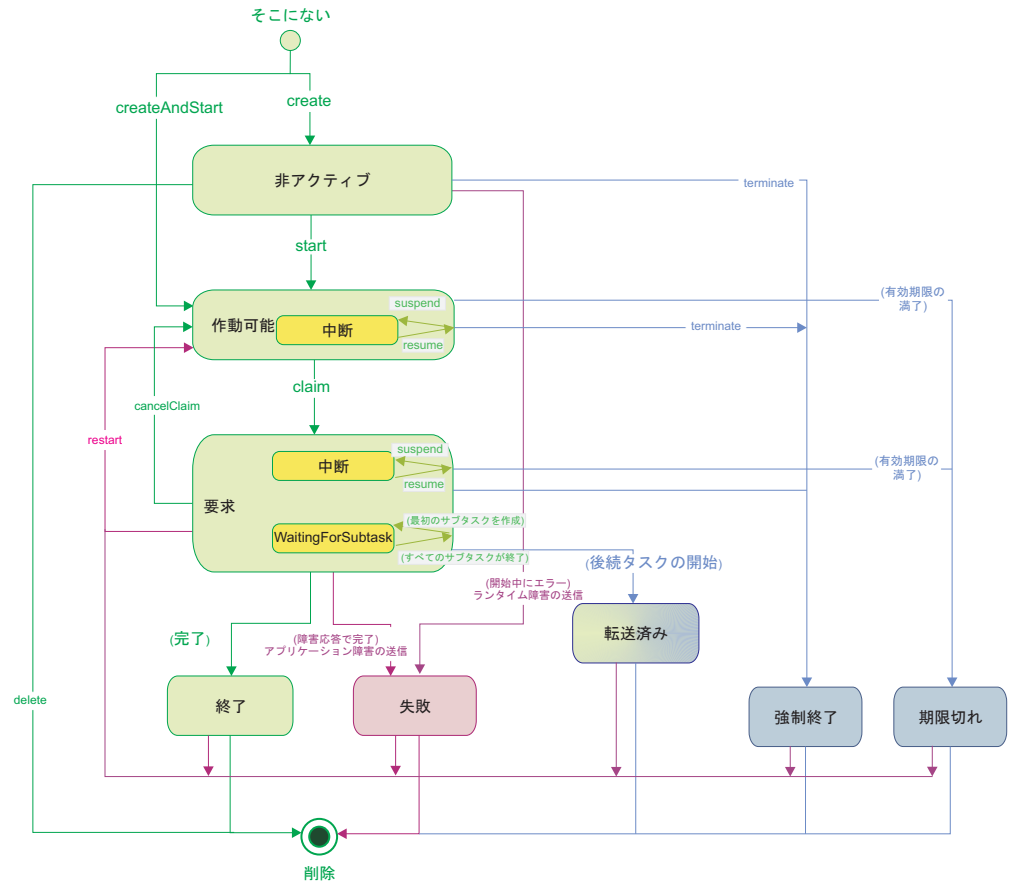 そこにない
createAndStart
create
非アクティブ
terminate
start
suspend
作動可能
中断
resume
(有効期限の
満了)
terminate
claim
cancelClaim
restart
suspend
中断
resume
(有効期限の
満了)
要求
(最初のサブタスクを作成)
WaitingForSubtask
(すべてのサブタスクが終了)
(後続タスクの開始)
(開始中にエラー)
ランタイム障害の送信
(完了)
(障害応答で完了)
アプリケーション障害の送信
転送済み
delete
終了
失敗
強制終了
期限切れ
削除